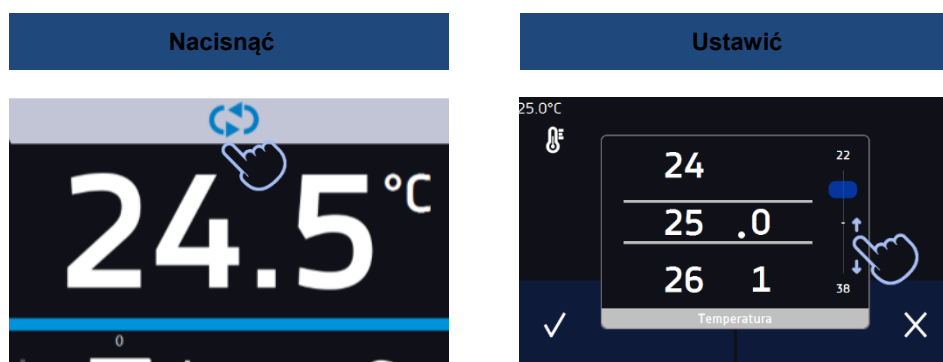 Nacisnąć
Ustawić
24.5°C
0
25.0°C
24
25 .0
26 1
22
-
38
Temperatura